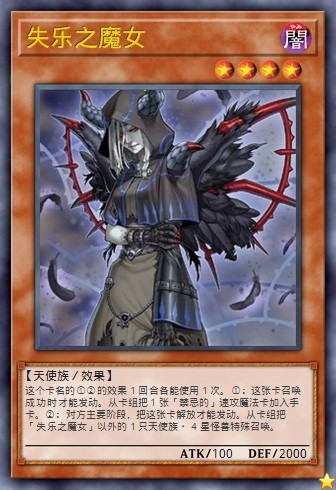 失乐之魔女
闇
【天使族／效果】
这个卡名的①②的效果1回合各能使用1次。①：这张卡召唤
成功时才能发动。从卡组把1张「禁忌的」速攻魔法卡加入手
卡。②：对方主要阶段，把这张卡解放才能发动。从卡组把
「失乐之魔女」以外的1只天使族·4星怪兽特殊召唤。
ATK/100 DEF/2000